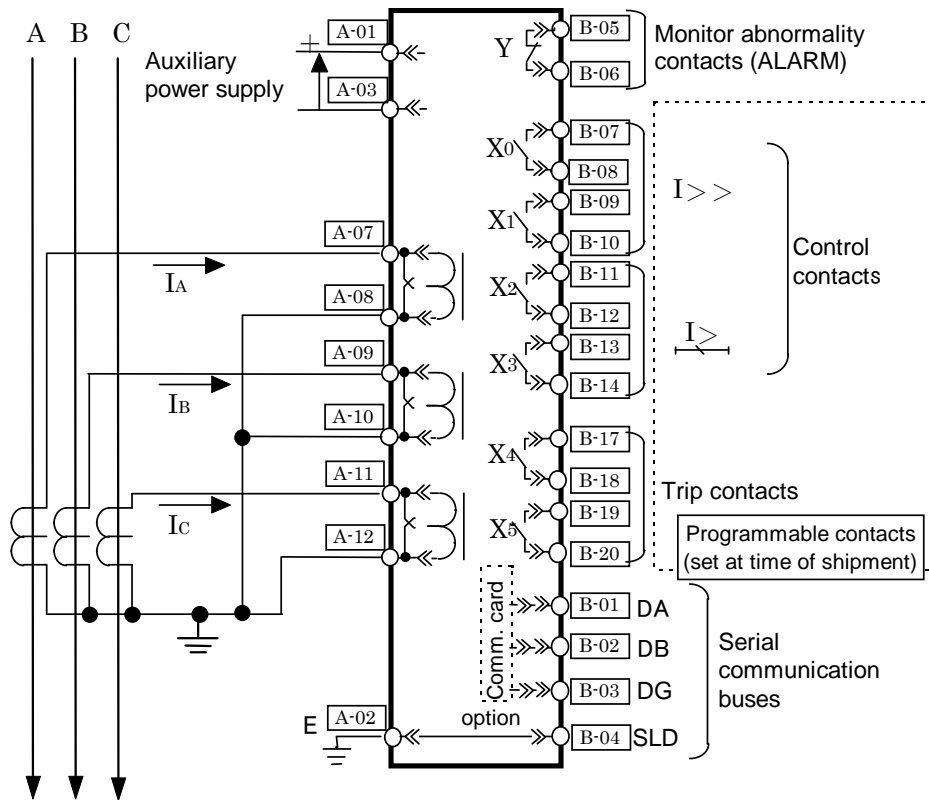 A B C
Auxiliary
power supply
+
A-01
A-03
A-07
IA
A-08
A-09
IB
A-10
A-11
IC
A-12
E
A-02
Y
X0
X1
X2
X3
X4
X5
Comm. card
option
B-05
B-06
B-07
B-08
B-09
B-10
B-11
B-12
B-13
B-14
B-17
B-18
B-19
B-20
B-01 DA
B-02 DB
B-03 DG
B-04 SLD
Monitor abnormality
contacts (ALARM)
I>>
I>
Control
contacts
Trip contacts
Programmable contacts
(set at time of shipment)
Serial
communication
buses